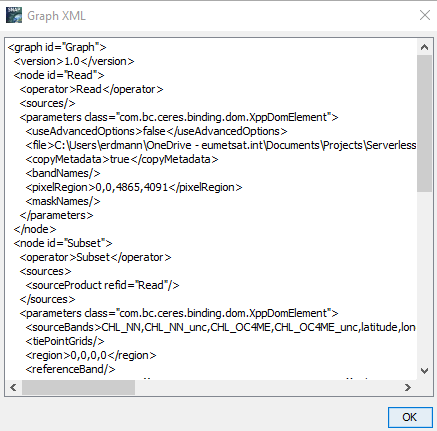 SNAP
Graph XML
<graph id="Graph">
<version>1.0</version>
<node id="Read">
<operator>Read</operator>
<sources/>
<parameters class="com.bc.ceres.binding.dom.XppDomElement">
<useAdvancedOptions>false</useAdvancedOptions>
<file>C:\Users\erdmann\OneDrive - eumetsat.int\Documents\Projects\Serverless
<copyMetadata>true</copyMetadata>
<bandNames/>
<pixelRegion>0,0,4865,4091</pixelRegion>
<maskNames/>
</parameters>
</node>
<node id="Subset">
<operator>Subset</operator>
<sources>
<sourceProduct refid="Read"/>
</sources>
<parameters class="com.bc.ceres.binding.dom.XppDomElement">
<sourceBands>CHL_NN,CHL_NN_unc,CHL_OC4ME,CHL_OC4ME_unc,latitude,lon
<tiePointGrids/>
<region>0,0,0,0</region>
<referenceBand/>
OK